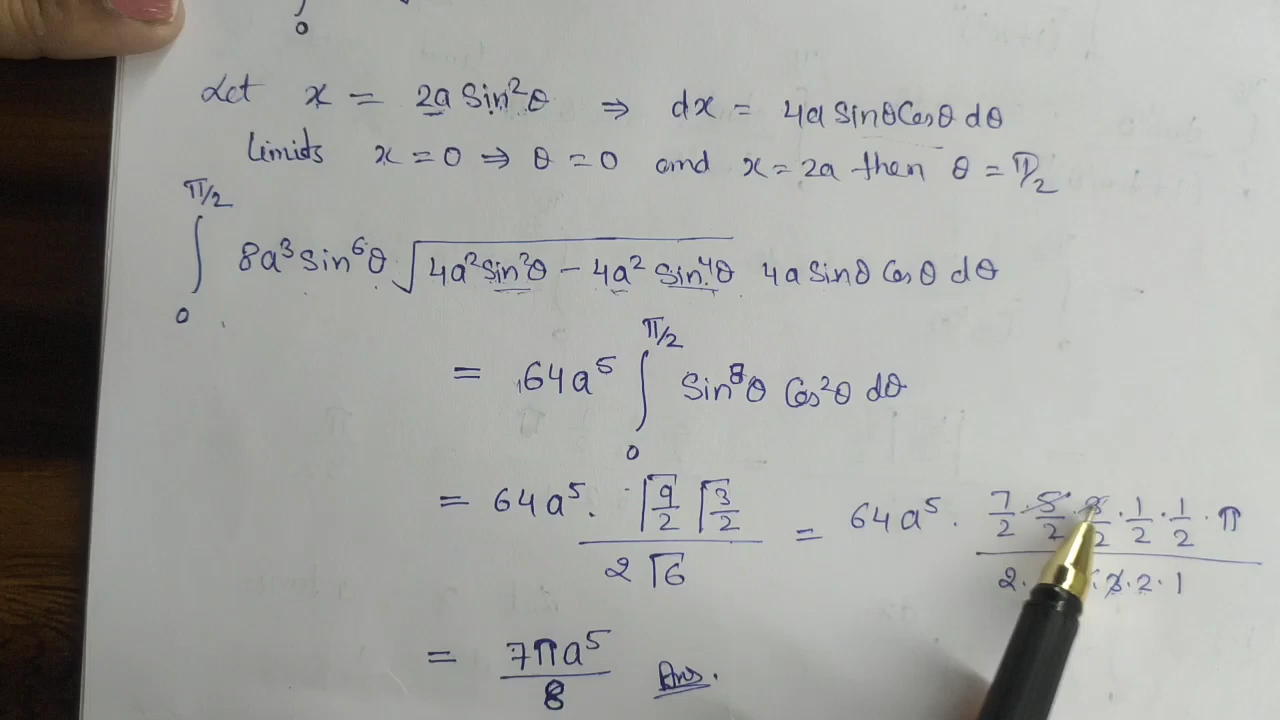 0
Let x = 2a Sin²θ ⇒ dx = 4a Sinθ Cosθ dθ
limits x = 0 ⇒ θ = 0 and x = 2a then θ = π/2
∫₀^{π/2} 8a³ sin⁶θ √(4a² sin²θ − 4a² sin⁴θ) 4a Sinθ Cosθ dθ
= 64a⁵ ∫₀^{π/2} Sin⁸θ Cos²θ dθ
= 64a⁵ · (Γ(9/2) Γ(3/2)) / (2 Γ6) = 64a⁵ · (7/2 · 5/2 · 3/2 · 1/2 · 1/2 · π) / (2 · · 3 · 2 · 1)
= 7πa⁵ / 8 Ans.